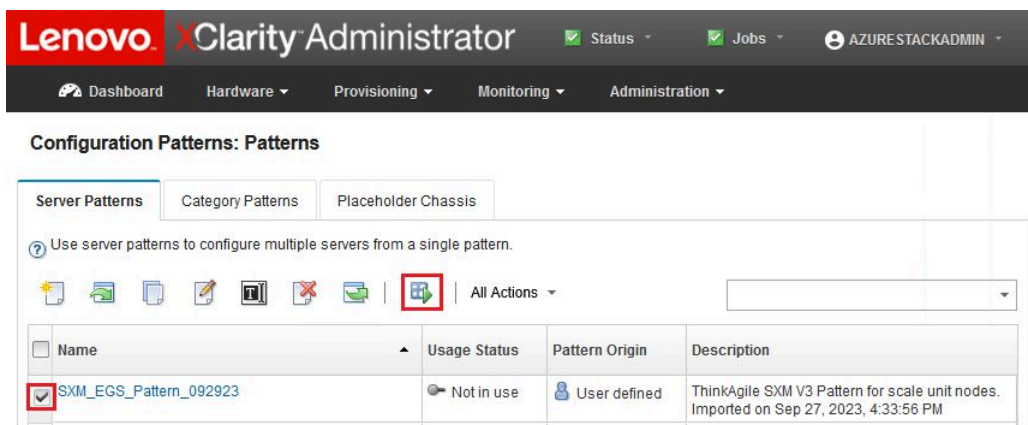 Lenovo. XClarity Administrator Status Jobs AZURESTACKADMIN
Dashboard Hardware Provisioning Monitoring Administration
Configuration Patterns: Patterns
Server Patterns Category Patterns Placeholder Chassis
? Use server patterns to configure multiple servers from a single pattern.
All Actions
Name Usage Status Pattern Origin Description
SXM_EGS_Pattern_092923 Not in use User defined ThinkAgile SXM V3 Pattern for scale unit nodes.
Imported on Sep 27, 2023, 4:33:56 PM